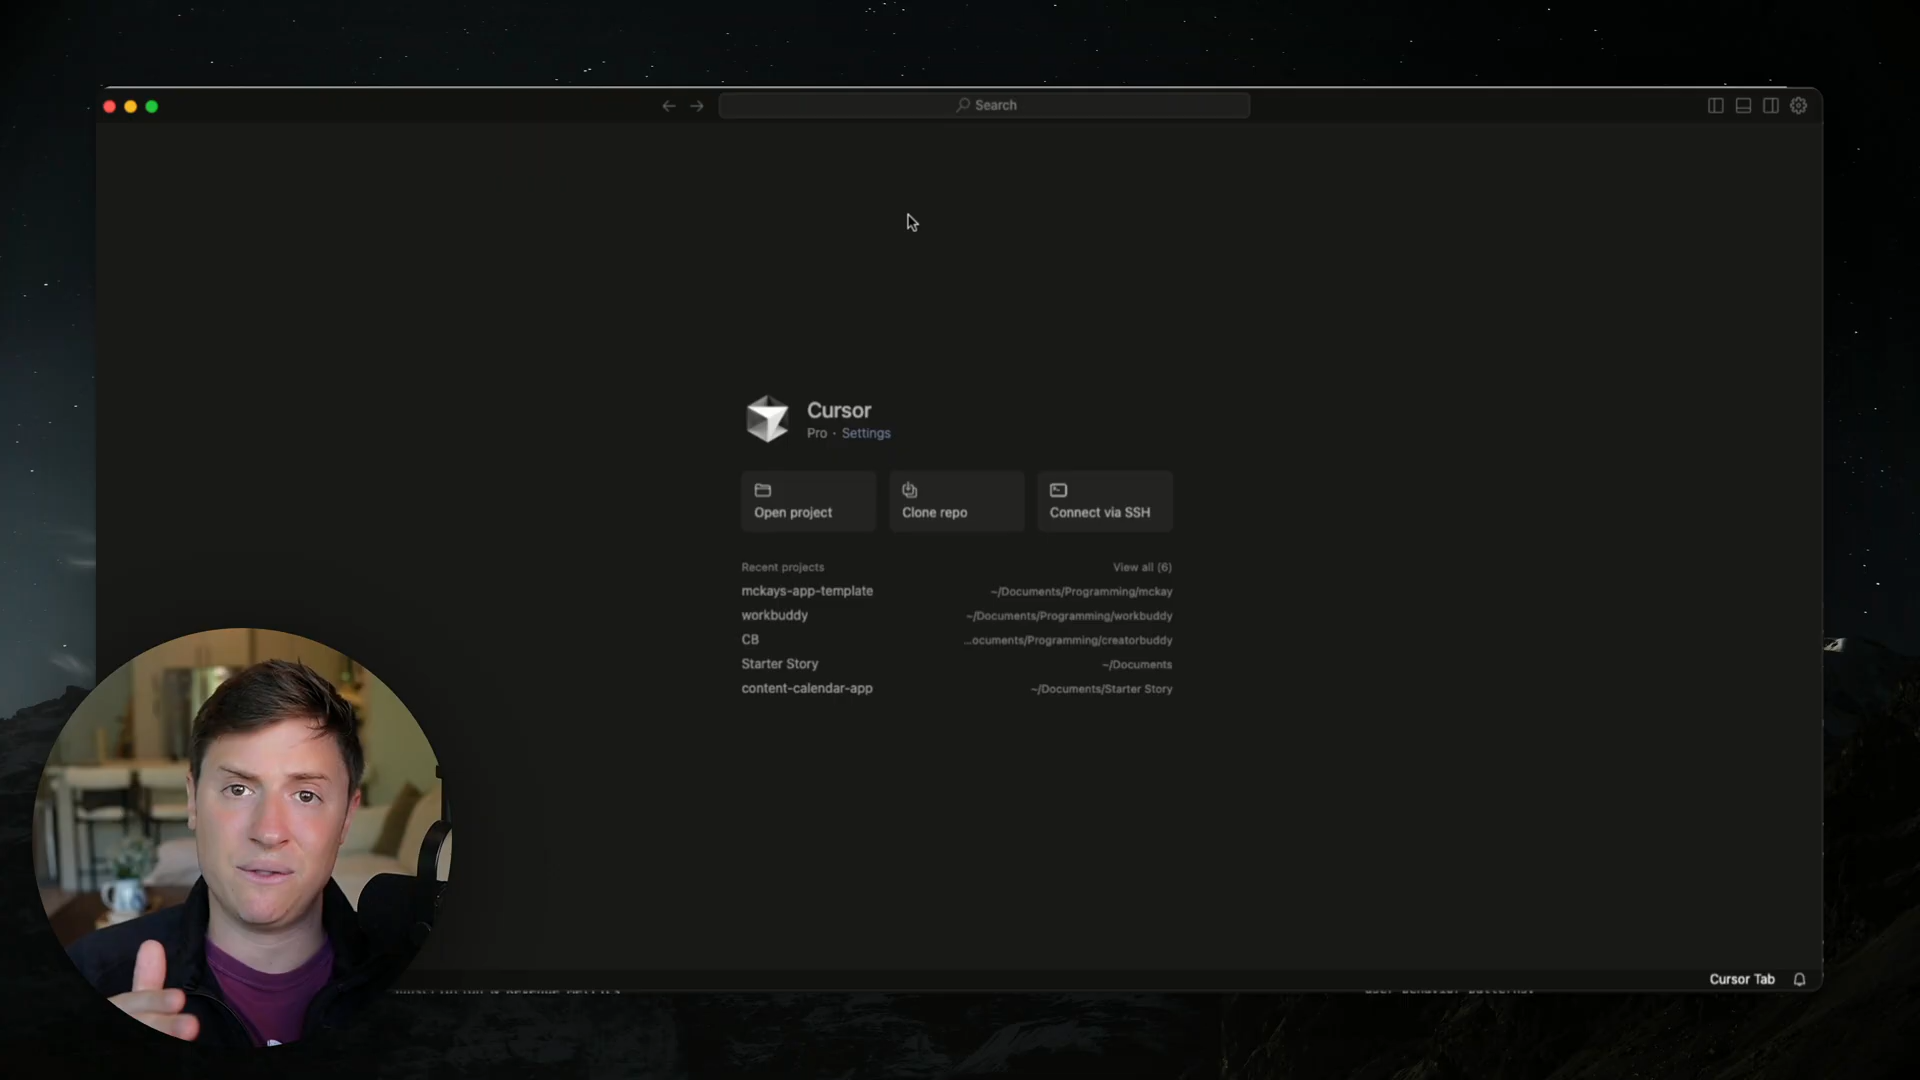 Search
Cursor
Pro · Settings
Open project
Clone repo
Connect via SSH
Recent projects
View all (6)
mckays-app-template
~/Documents/Programming/mckay
workbuddy
~/Documents/Programming/workbuddy
CB
...ocuments/Programming/creatorbuddy
Starter Story
~/Documents
content-calendar-app
~/Documents/Starter Story
Cursor Tab